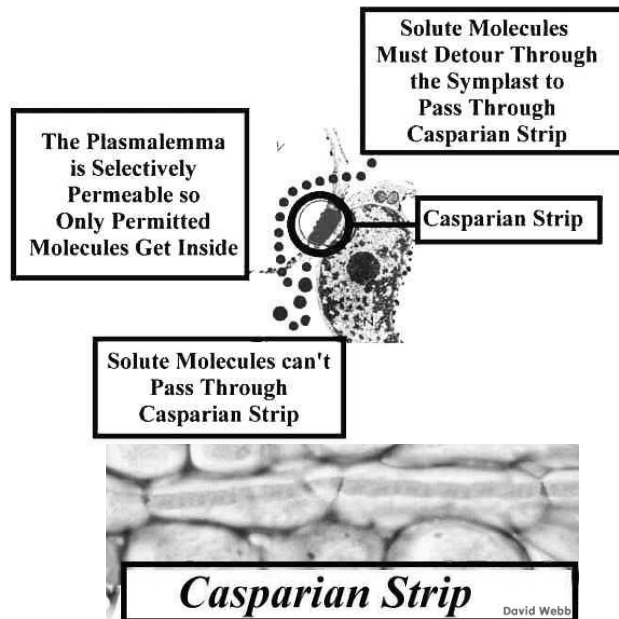 Solute Molecules
Must Detour Through
the Symplast to
Pass Through
Casparian Strip
The Plasmalemma
is Selectively
Permeable so
Only Permitted
Molecules Get Inside
Casparian Strip
N
Solute Molecules can't
Pass Through
Casparian Strip
Casparian Strip
David Webb